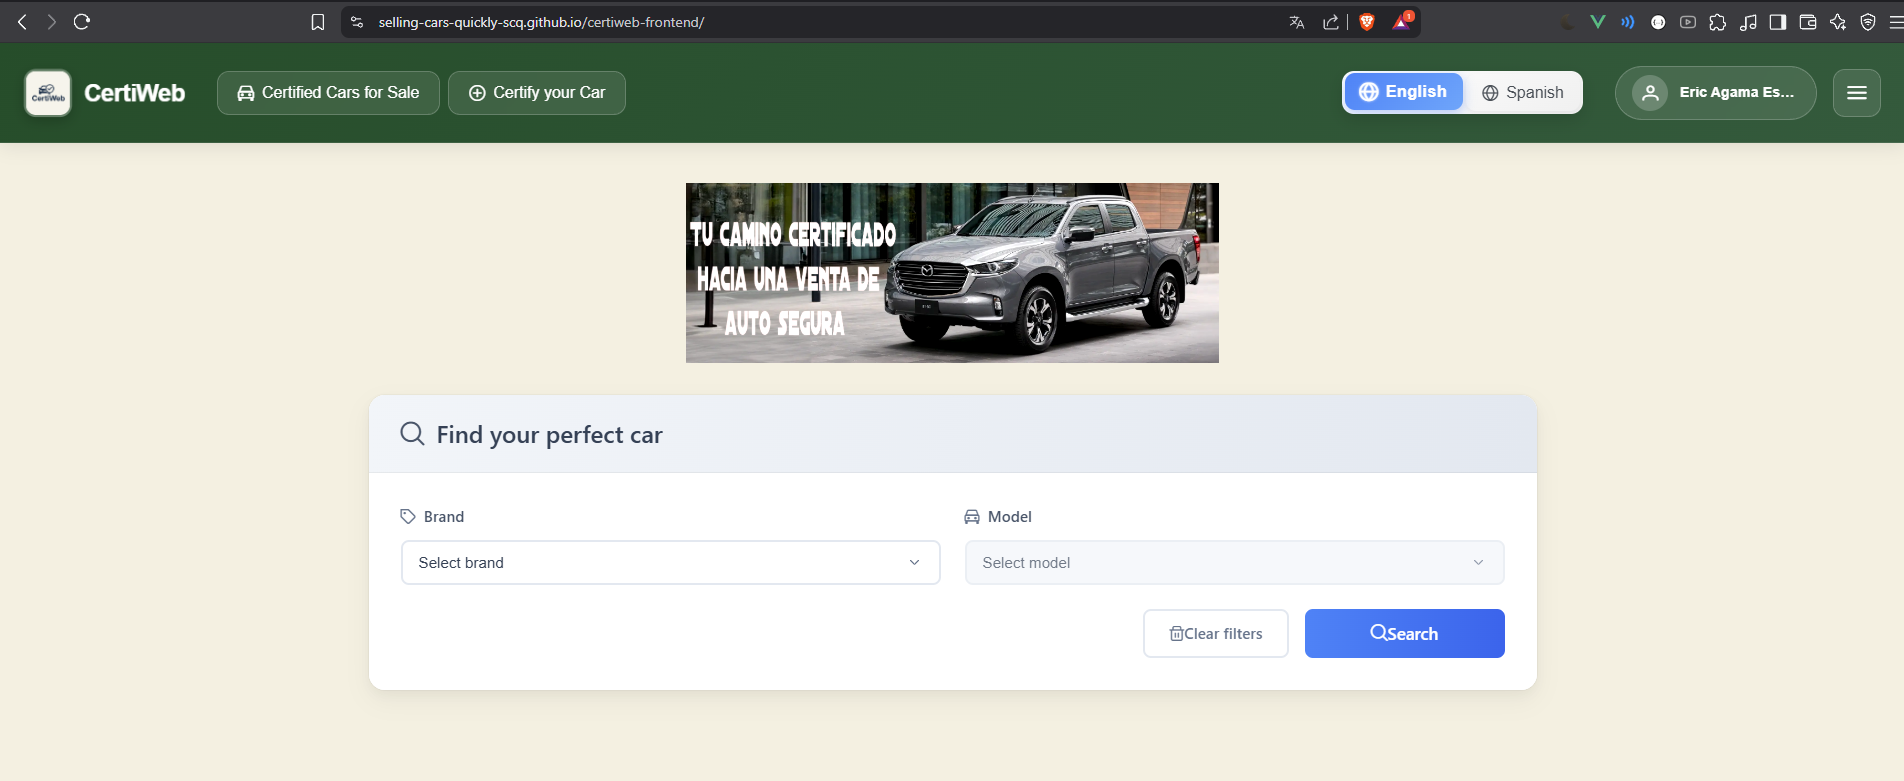 selling-cars-quickly-scq.github.io/certiweb-frontend/
1
CertiWeb
CertiWeb
Certified Cars for Sale
Certify your Car
English
Spanish
Eric Agama Es...
TU CAMINO CERTIFICADO
HACIA UNA VENTA DE
AUTO SEGURA
Find your perfect car
Brand
Model
Select brand
Select model
Clear filters
Search